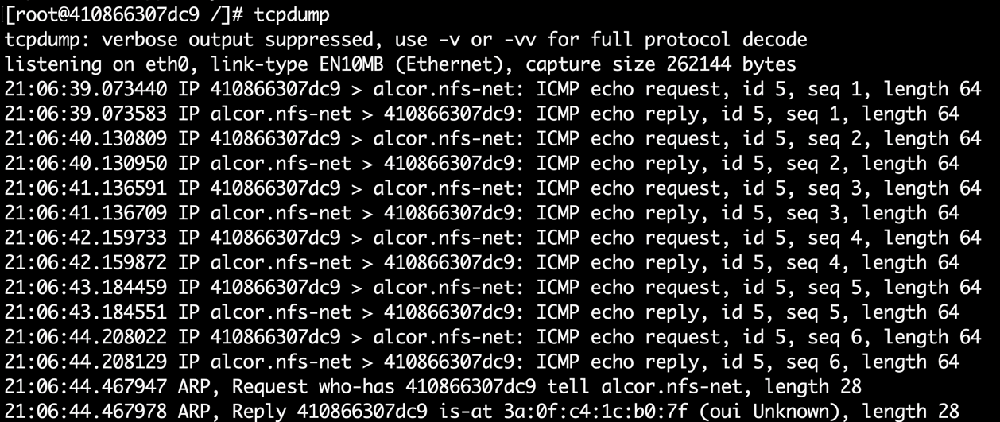 [root@410866307dc9 /]# tcpdump
tcpdump: verbose output suppressed, use -v or -vv for full protocol decode
listening on eth0, link-type EN10MB (Ethernet), capture size 262144 bytes
21:06:39.073440 IP 410866307dc9 > alcor.nfs-net: ICMP echo request, id 5, seq 1, length 64
21:06:39.073583 IP alcor.nfs-net > 410866307dc9: ICMP echo reply, id 5, seq 1, length 64
21:06:40.130809 IP 410866307dc9 > alcor.nfs-net: ICMP echo request, id 5, seq 2, length 64
21:06:40.130950 IP alcor.nfs-net > 410866307dc9: ICMP echo reply, id 5, seq 2, length 64
21:06:41.136591 IP 410866307dc9 > alcor.nfs-net: ICMP echo request, id 5, seq 3, length 64
21:06:41.136709 IP alcor.nfs-net > 410866307dc9: ICMP echo reply, id 5, seq 3, length 64
21:06:42.159733 IP 410866307dc9 > alcor.nfs-net: ICMP echo request, id 5, seq 4, length 64
21:06:42.159872 IP alcor.nfs-net > 410866307dc9: ICMP echo reply, id 5, seq 4, length 64
21:06:43.184459 IP 410866307dc9 > alcor.nfs-net: ICMP echo request, id 5, seq 5, length 64
21:06:43.184551 IP alcor.nfs-net > 410866307dc9: ICMP echo reply, id 5, seq 5, length 64
21:06:44.208022 IP 410866307dc9 > alcor.nfs-net: ICMP echo request, id 5, seq 6, length 64
21:06:44.208129 IP alcor.nfs-net > 410866307dc9: ICMP echo reply, id 5, seq 6, length 64
21:06:44.467947 ARP, Request who-has 410866307dc9 tell alcor.nfs-net, length 28
21:06:44.467978 ARP, Reply 410866307dc9 is-at 3a:0f:c4:1c:b0:7f (oui Unknown), length 28